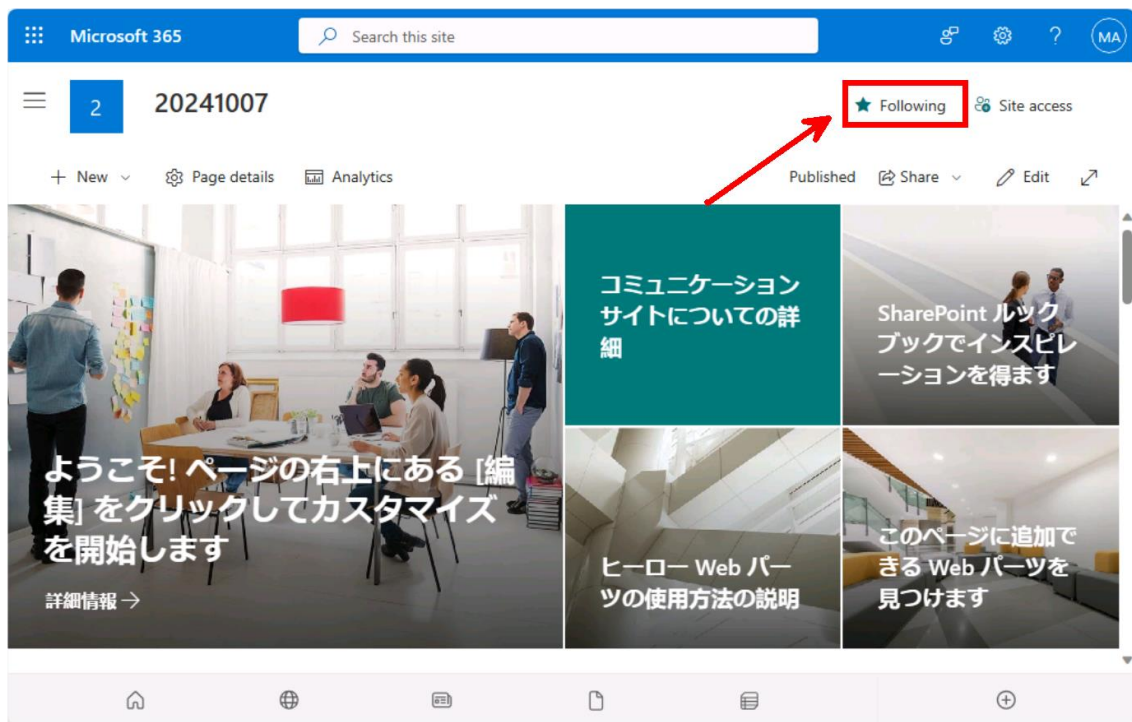 Microsoft 365
Search this site
MA
2
20241007
Following
Site access
New
Page details
Analytics
Published
Share
Edit
ようこそ! ページの右上にある [編
集] をクリックしてカスタマイズ
を開始します
詳細情報
コミュニケーション
サイトについての詳
細
SharePoint ルック
ブックでインスピレ
ーションを得ます
ヒーロー Web パー
ツの使用方法の説明
このページに追加で
きる Web パーツを
見つけます